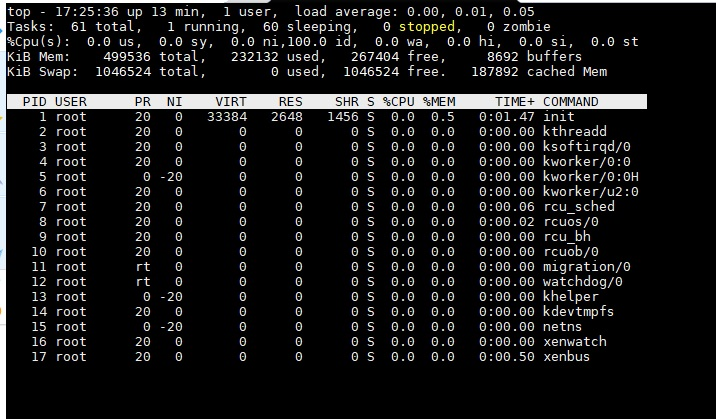 top - 17:25:36 up 13 min,  1 user,  load average: 0.00, 0.01, 0.05
Tasks:  61 total,   1 running,  60 sleeping,   0 stopped,   0 zombie
%Cpu(s):  0.0 us,  0.0 sy,  0.0 ni,100.0 id,  0.0 wa,  0.0 hi,  0.0 si,  0.0 st
KiB Mem:    499536 total,   232132 used,   267404 free,     8692 buffers
KiB Swap:  1046524 total,        0 used,  1046524 free.   187892 cached Mem
  PID USER      PR  NI    VIRT    RES    SHR S %CPU %MEM     TIME+ COMMAND
    1 root      20   0   33384   2648   1456 S  0.0  0.5   0:01.47 init
    2 root      20   0       0      0      0 S  0.0  0.0   0:00.00 kthreadd
    3 root      20   0       0      0      0 S  0.0  0.0   0:00.00 ksoftirqd/0
    4 root      20   0       0      0      0 S  0.0  0.0   0:00.00 kworker/0:0
    5 root       0 -20       0      0      0 S  0.0  0.0   0:00.00 kworker/0:0H
    6 root      20   0       0      0      0 S  0.0  0.0   0:00.00 kworker/u2:0
    7 root      20   0       0      0      0 S  0.0  0.0   0:00.06 rcu_sched
    8 root      20   0       0      0      0 S  0.0  0.0   0:00.02 rcuos/0
    9 root      20   0       0      0      0 S  0.0  0.0   0:00.00 rcu_bh
   10 root      20   0       0      0      0 S  0.0  0.0   0:00.00 rcuob/0
   11 root      rt   0       0      0      0 S  0.0  0.0   0:00.00 migration/0
   12 root      rt   0       0      0      0 S  0.0  0.0   0:00.00 watchdog/0
   13 root       0 -20       0      0      0 S  0.0  0.0   0:00.00 khelper
   14 root      20   0       0      0      0 S  0.0  0.0   0:00.00 kdevtmpfs
   15 root       0 -20       0      0      0 S  0.0  0.0   0:00.00 netns
   16 root      20   0       0      0      0 S  0.0  0.0   0:00.00 xenwatch
   17 root      20   0       0      0      0 S  0.0  0.0   0:00.50 xenbus